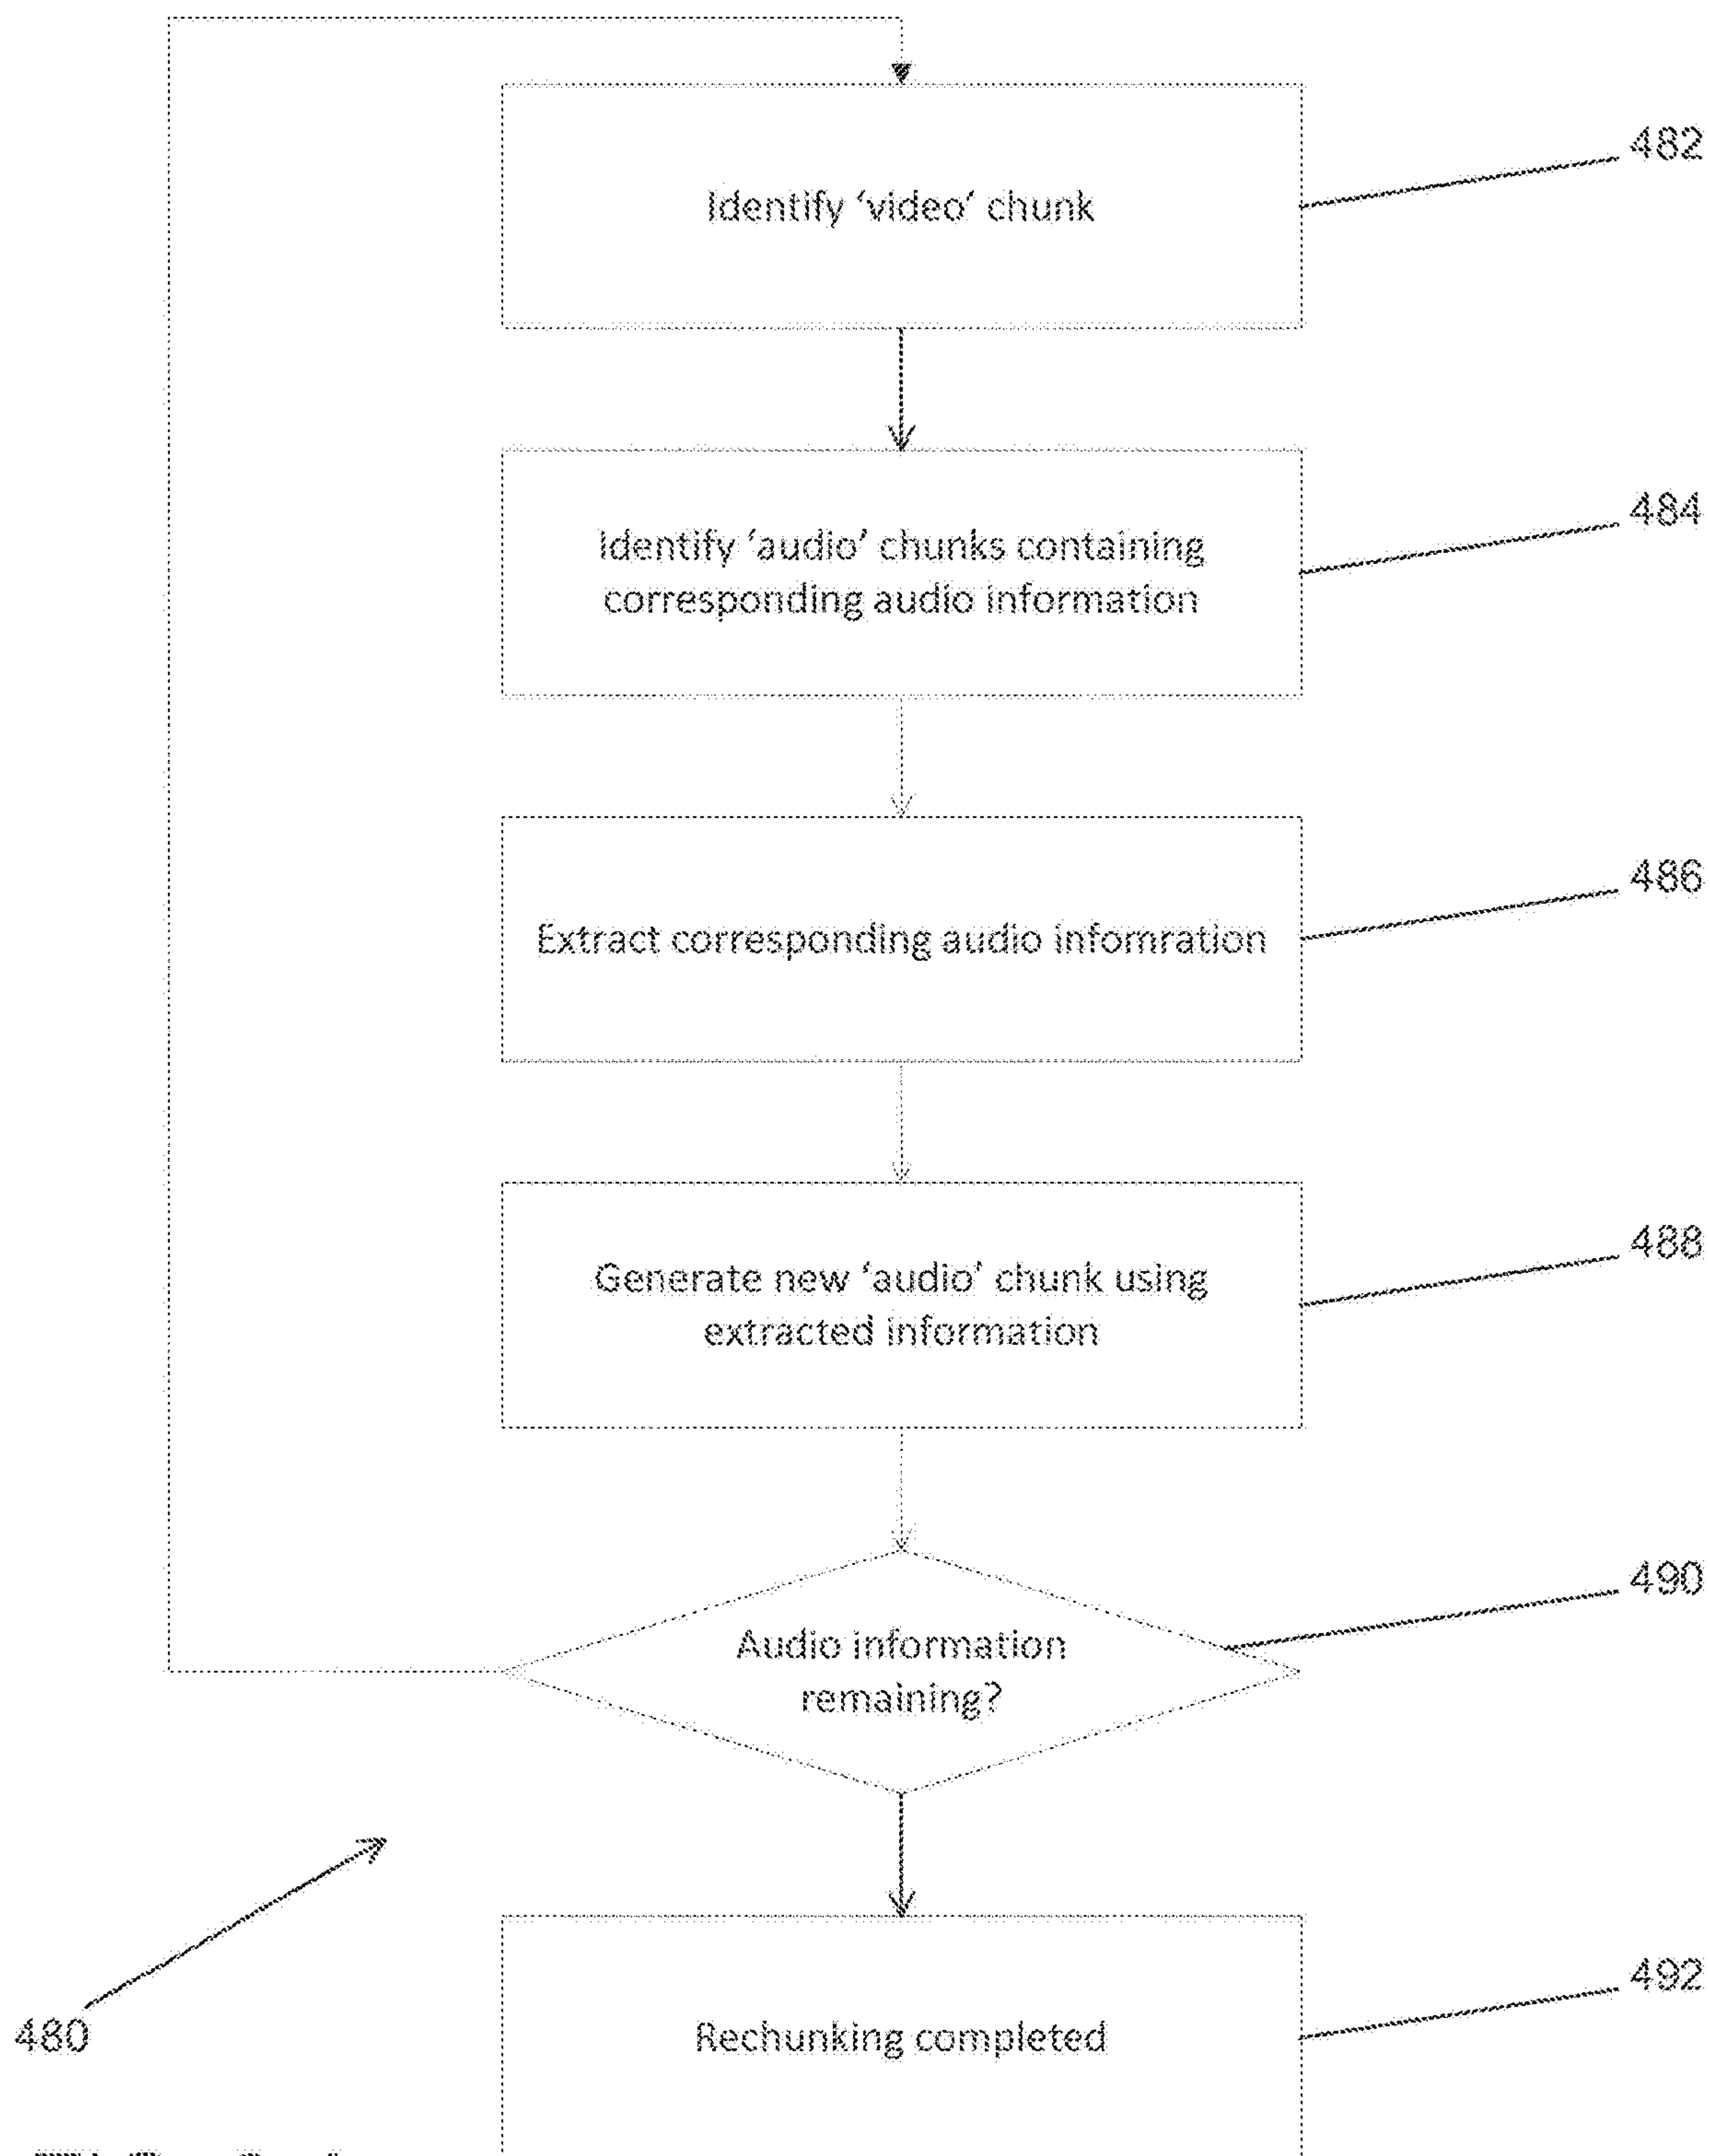 482
Identify ‘video’ chunk
484
Identify ‘audio’ chunks containing
corresponding audio information
486
Extract corresponding audio infomration
488
Generate new ‘audio’ chunk using
extracted information
490
Audio information
remaining?
492
Rechunking completed
480